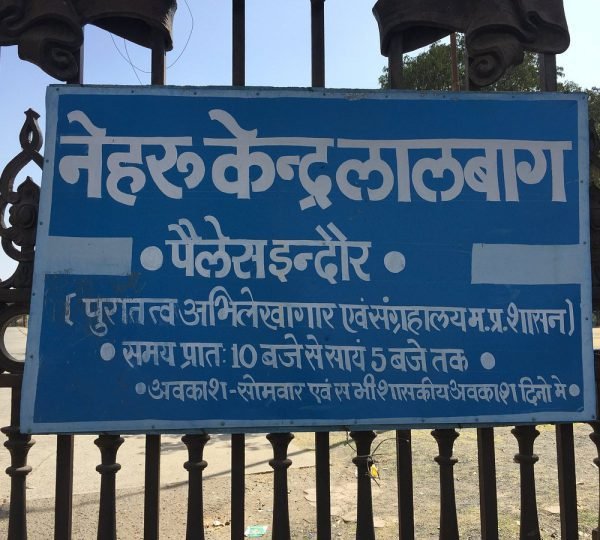 नेहरू केन्द्र लालबाग
• पैलेस इन्दौर •
( पुरातत्व अभिलेखागार एवं संग्रहालय म.प्र. शासन)
• समय प्रातः 10 बजे से सायं 5 बजे तक •
• अवकाश - सोमवार एवं सभी शासकीय अवकाश दिनो मे •